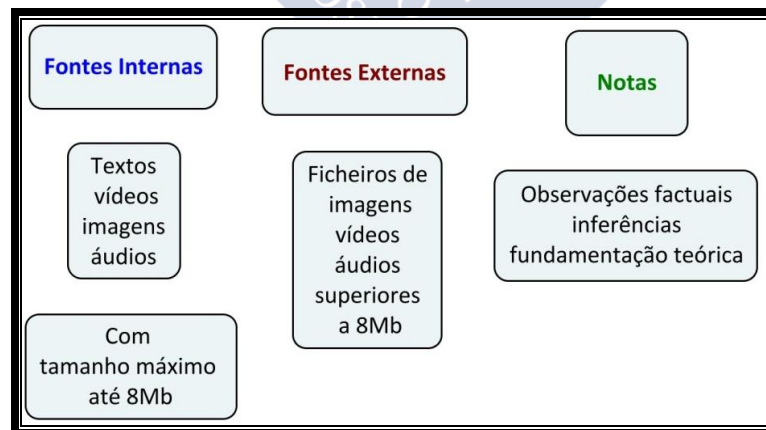 Fontes Internas
Textos
vídeos
imagens
áudios
Com
tamanho máximo
até 8Mb
Fontes Externas
Ficheiros de
imagens
vídeos
áudios
superiores
a 8Mb
Notas
Observações factuais
inferências
fundamentação teórica